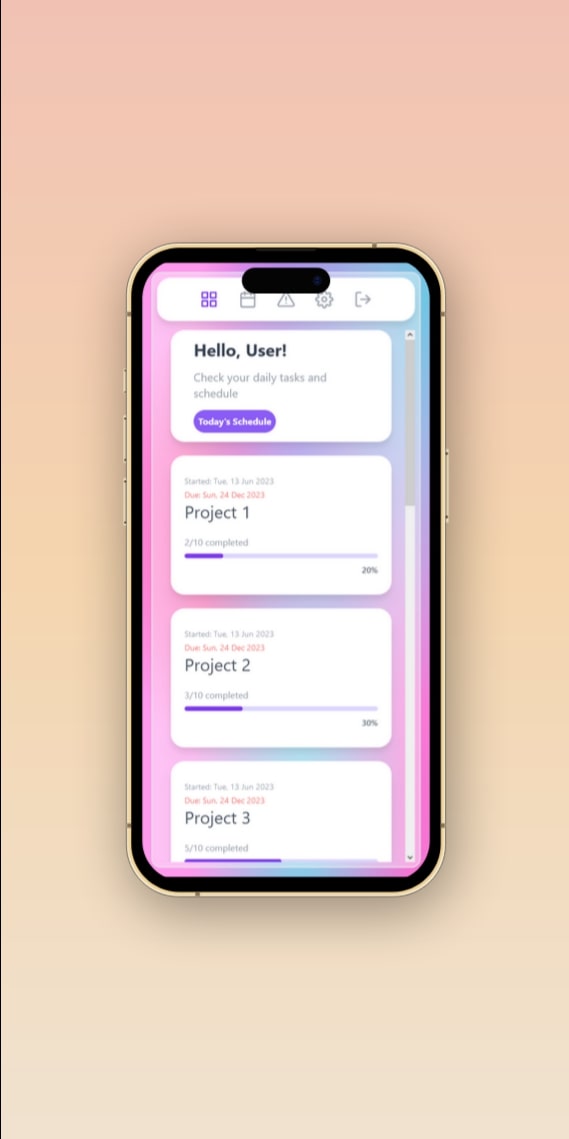 Hello, User!
Check your daily tasks and
schedule
Today's Schedule
Started: Tue, 13 Jun 2023
Due: Sun, 24 Dec 2023
Project 1
2/10 completed
20%
Started: Tue, 13 Jun 2023
Due: Sun, 24 Dec 2023
Project 2
3/10 completed
30%
Started: Tue, 13 Jun 2023
Due: Sun, 24 Dec 2023
Project 3
5/10 completed